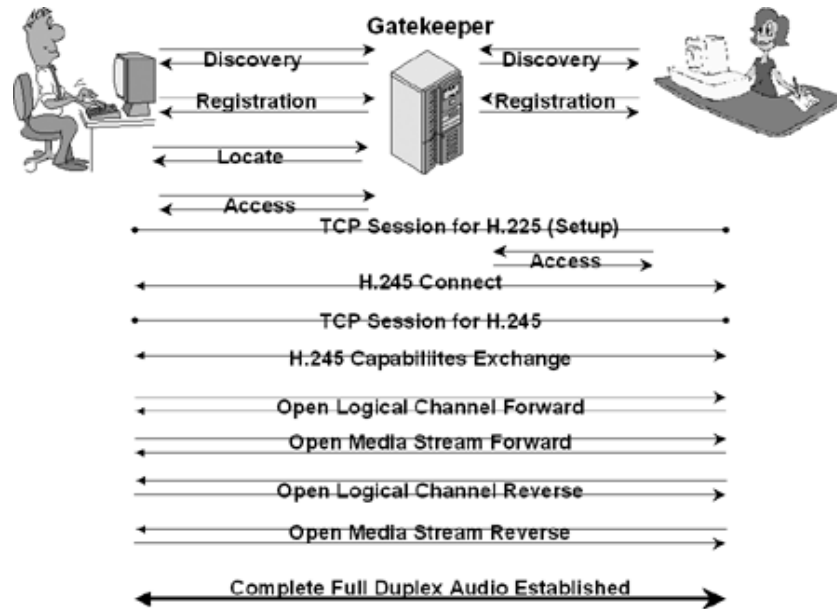 Gatekeeper
Discovery Discovery
Registration Registration
Locate
Access
TCP Session for H.225 (Setup)
Access
H.245 Connect
TCP Session for H.245
H.245 Capabiliites Exchange
Open Logical Channel Forward
Open Media Stream Forward
Open Logical Channel Reverse
Open Media Stream Reverse
Complete Full Duplex Audio Established